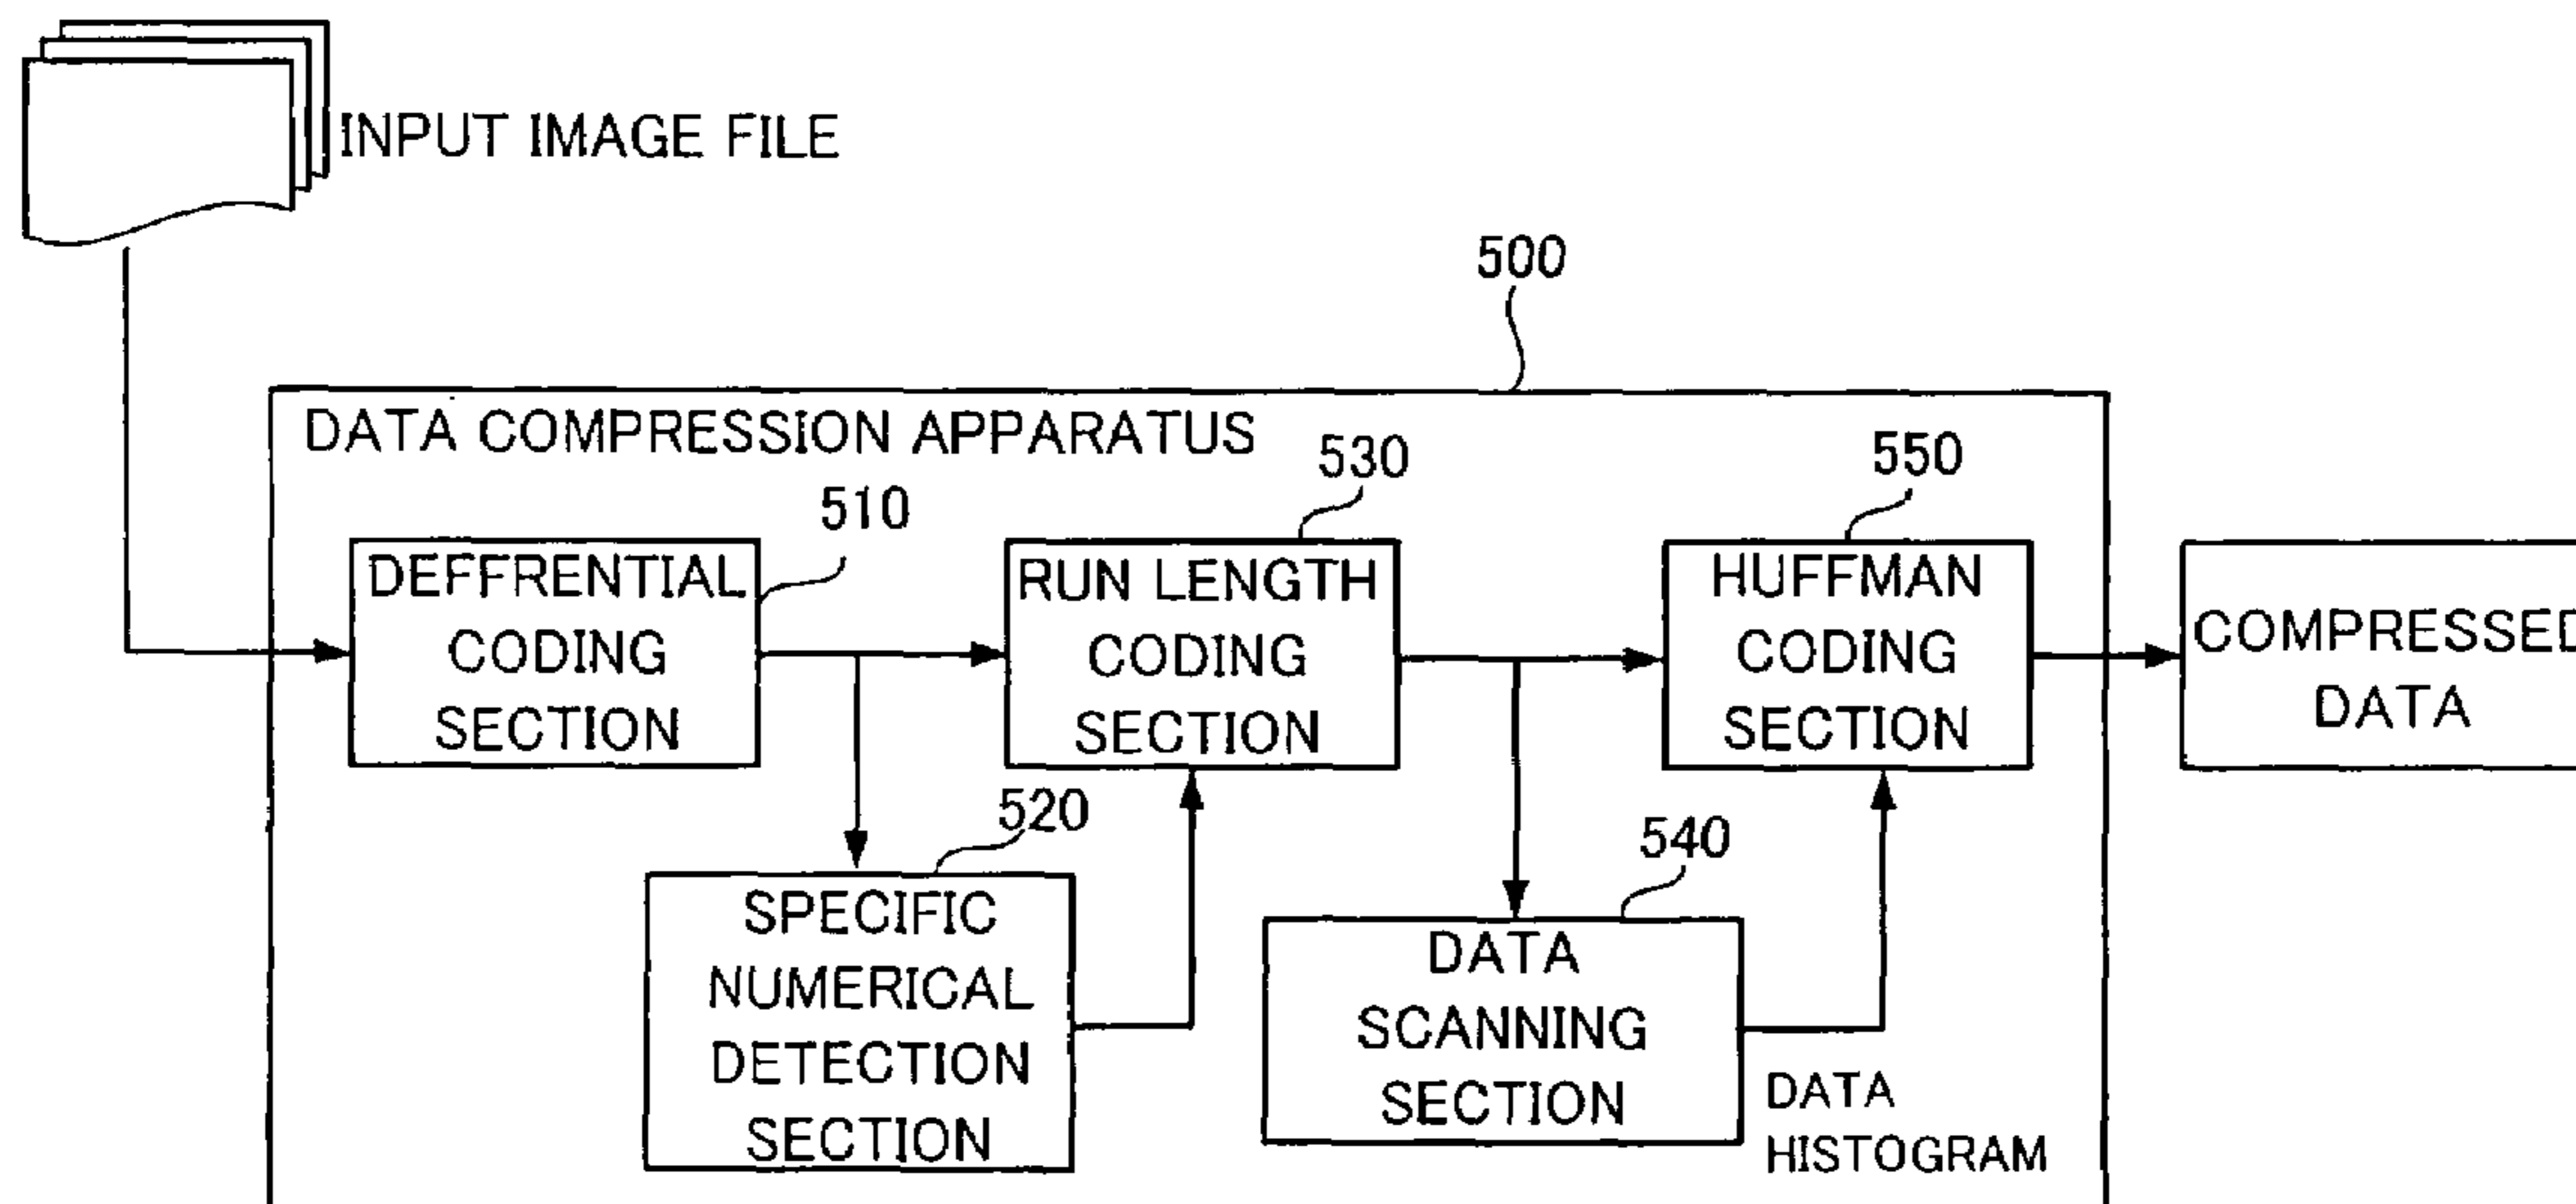 INPUT IMAGE FILE
500
DATA COMPRESSION APPARATUS
530
550
510
DEFFRENTIAL
CODING
SECTION
RUN LENGTH
CODING
SECTION
HUFFMAN
CODING
SECTION
COMPRESSED
DATA
520
540
SPECIFIC
NUMERICAL
DETECTION
SECTION
DATA
SCANNING
SECTION
DATA
HISTOGRAM